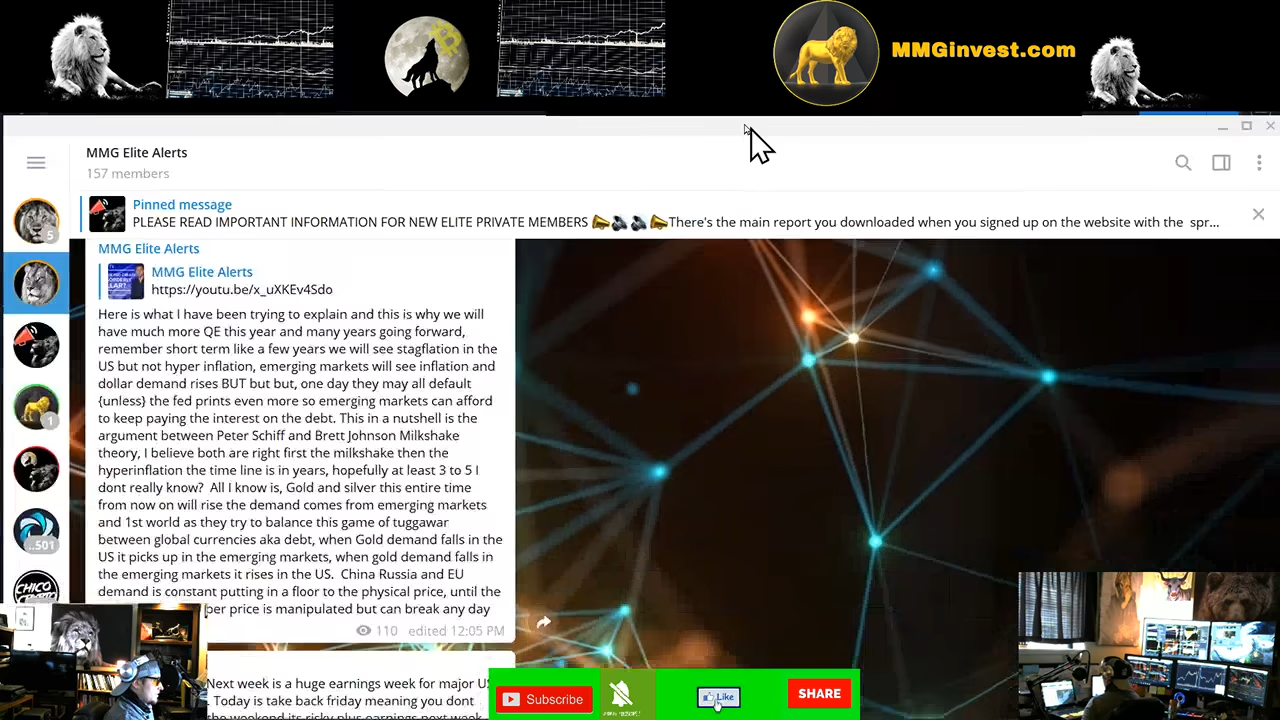 MMGinvest.com
MMG Elite Alerts
157 members
Pinned message
PLEASE READ IMPORTANT INFORMATION FOR NEW ELITE PRIVATE MEMBERS 📣🔊🔊📣There's the main report you downloaded when you signed up on the website with the spr...
5
1
..501
CHICO
MMG Elite Alerts
MMG Elite Alerts
https://youtu.be/x_uXKEv4Sdo
Here is what I have been trying to explain and this is why we will
have much more QE this year and many years going forward,
remember short term like a few years we will see stagflation in the
US but not hyper inflation, emerging markets will see inflation and
dollar demand rises BUT but but, one day they may all default
{unless} the fed prints even more so emerging markets can afford
to keep paying the interest on the debt. This in a nutshell is the
argument between Peter Schiff and Brett Johnson Milkshake
theory, I believe both are right first the milkshake then the
hyperinflation the time line is in years, hopefully at least 3 to 5 I
dont really know?  All I know is, Gold and silver this entire time
from now on will rise the demand comes from emerging markets
and 1st world as they try to balance this game of tuggawar
between global currencies aka debt, when Gold demand falls in the
US it picks up in the emerging markets, when gold demand falls in
the emerging markets it rises in the US.  China Russia and EU
demand is constant putting in a floor to the physical price, until the
per price is manipulated but can break any day
110 edited 12:05 PM
Next week is a huge earnings week for major US
Today is take back friday meaning you dont
the weekend its risky plus earnings next week
Subscribe
Like
SHARE